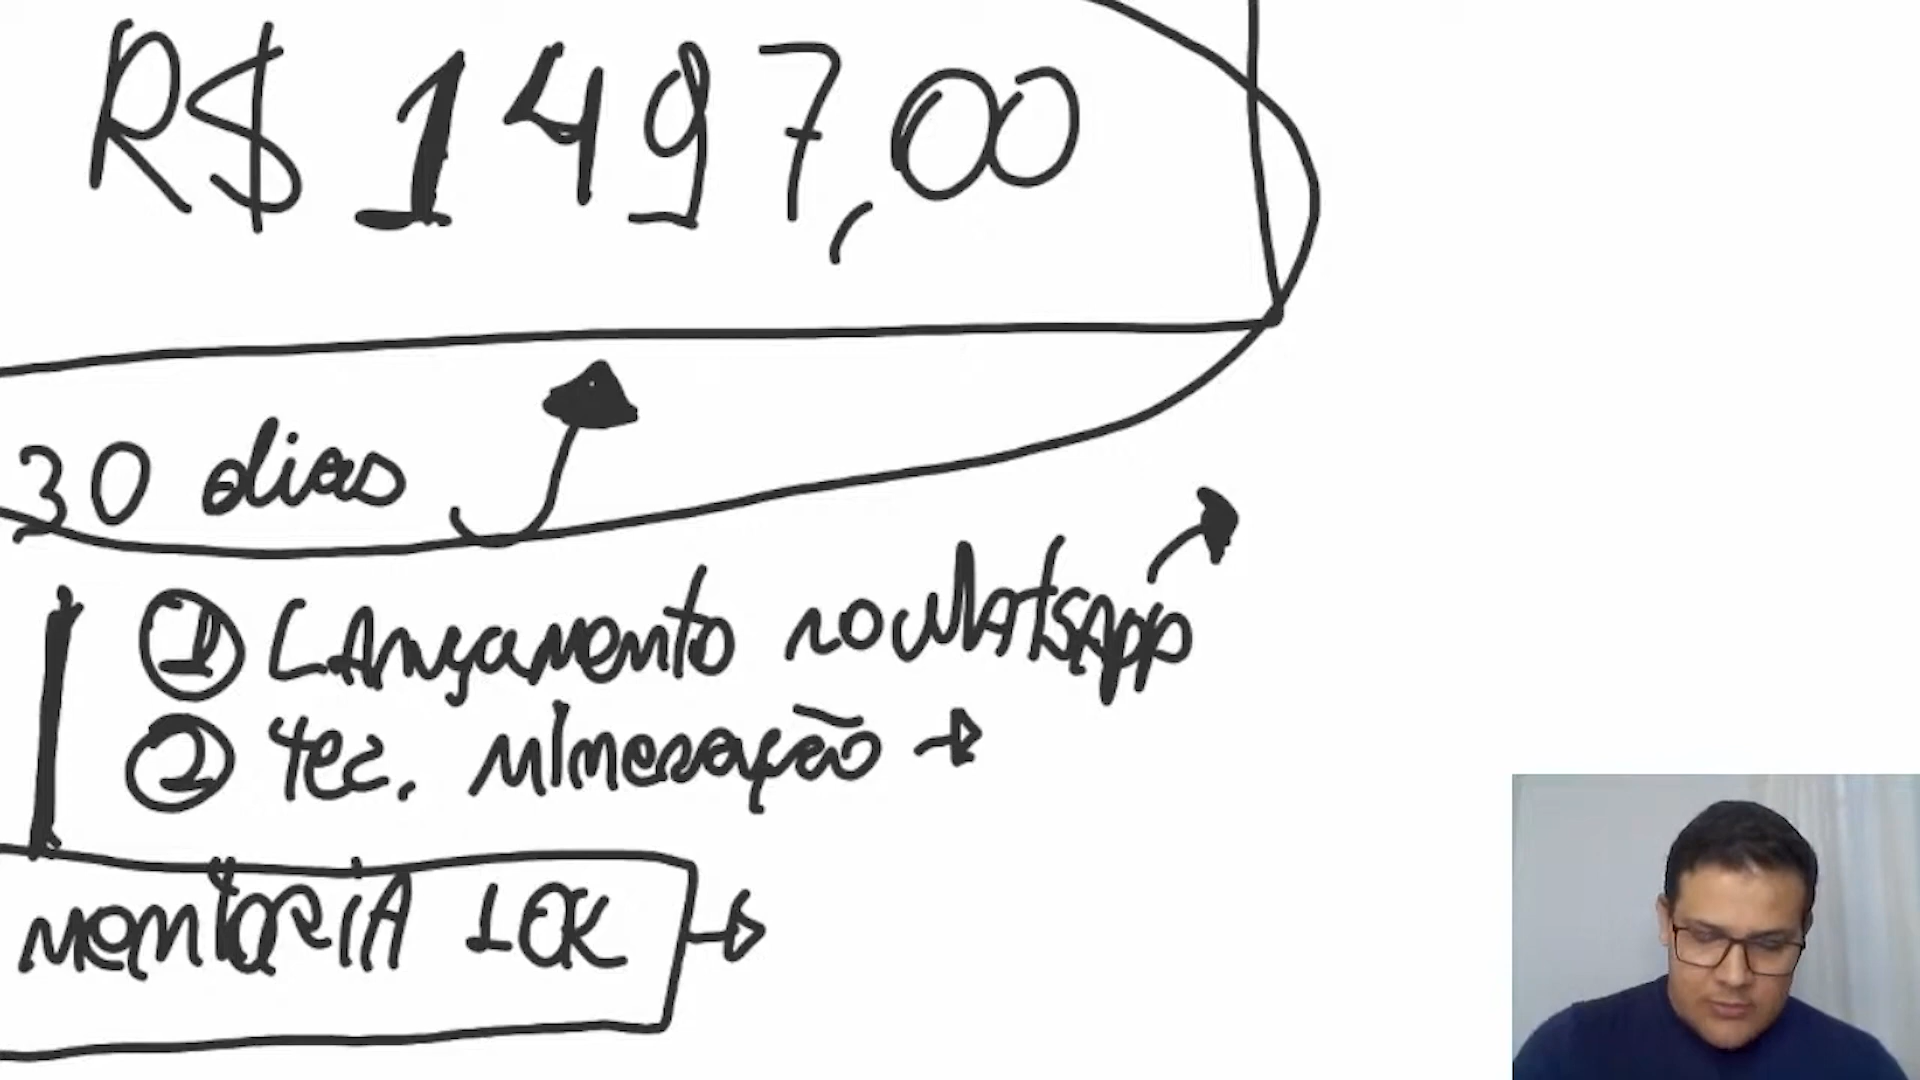 R$ 1497,00
30 dias
① Lançamento no WhatsApp
② tec. mineração
mentoria 10K